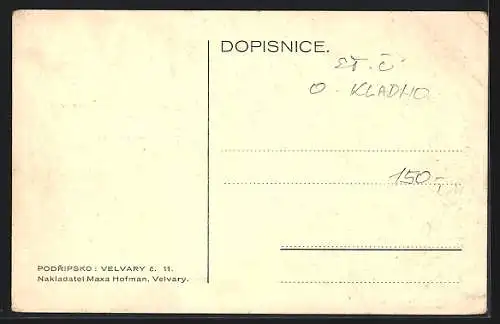 DOPISNICE.
ST. Č
O. KLADNO
150,-
PODŘIPSKO: VELVARY č. 11.
Nakladatel Maxa Hofman, Velvary.